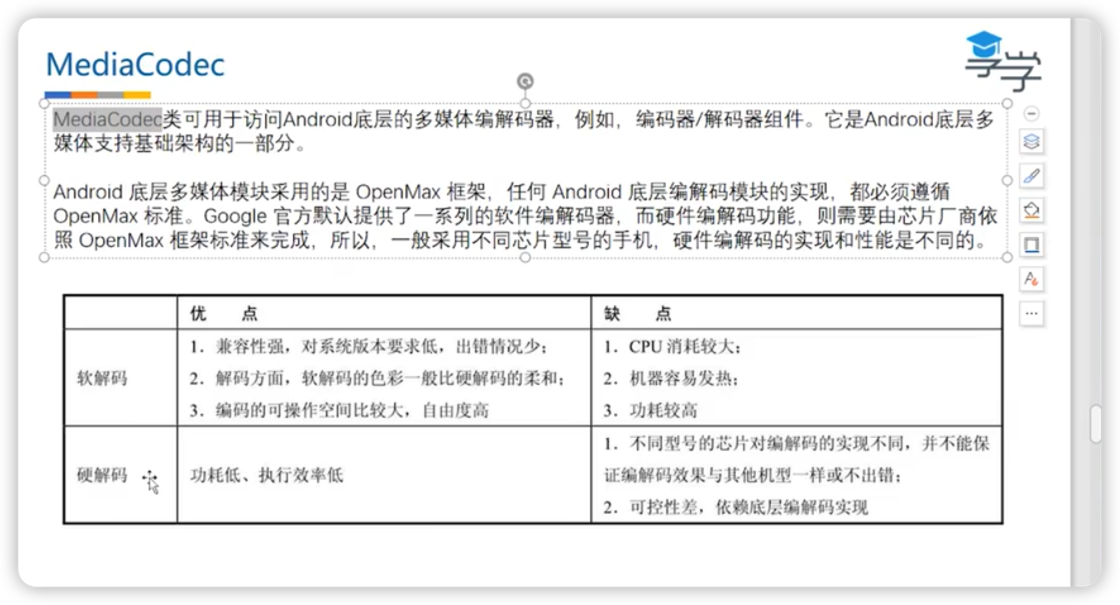 MediaCodec
享学
MediaCodec类可用于访问Android底层的多媒体编解码器，例如，编码器/解码器组件。它是Android底层多
媒体支持基础架构的一部分。
Android 底层多媒体模块采用的是 OpenMax 框架，任何 Android 底层编解码模块的实现，都必须遵循
OpenMax 标准。Google 官方默认提供了一系列的软件编解码器，而硬件编解码功能，则需要由芯片厂商依
照 OpenMax 框架标准来完成，所以，一般采用不同芯片型号的手机，硬件编解码的实现和性能是不同的。
优 点
缺 点
软解码
1．兼容性强，对系统版本要求低，出错情况少；
2．解码方面，软解码的色彩一般比硬解码的柔和；
3．编码的可操作空间比较大，自由度高
1．CPU 消耗较大；
2．机器容易发热；
3．功耗较高
硬解码
功耗低、执行效率低
1．不同型号的芯片对编解码的实现不同，并不能保
证编解码效果与其他机型一样或不出错；
2．可控性差，依赖底层编解码实现